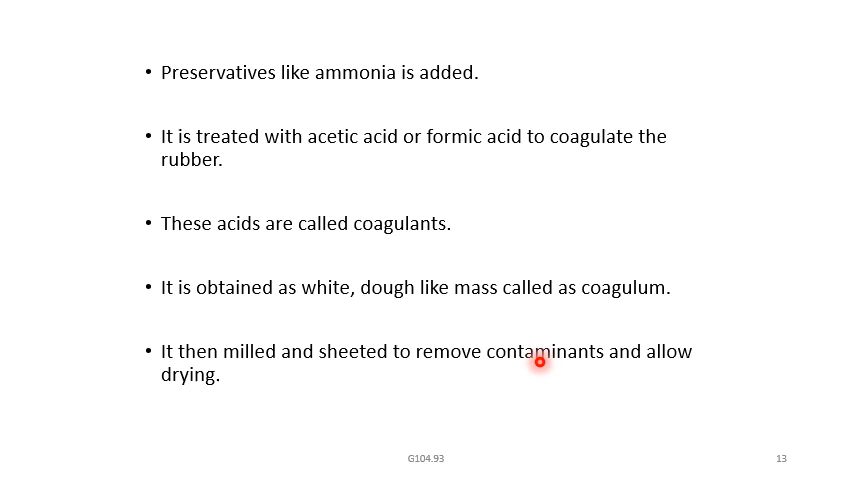 • Preservatives like ammonia is added.
• It is treated with acetic acid or formic acid to coagulate the
rubber.
• These acids are called coagulants.
• It is obtained as white, dough like mass called as coagulum.
• It then milled and sheeted to remove contaminants and allow
drying.
G104.93
13